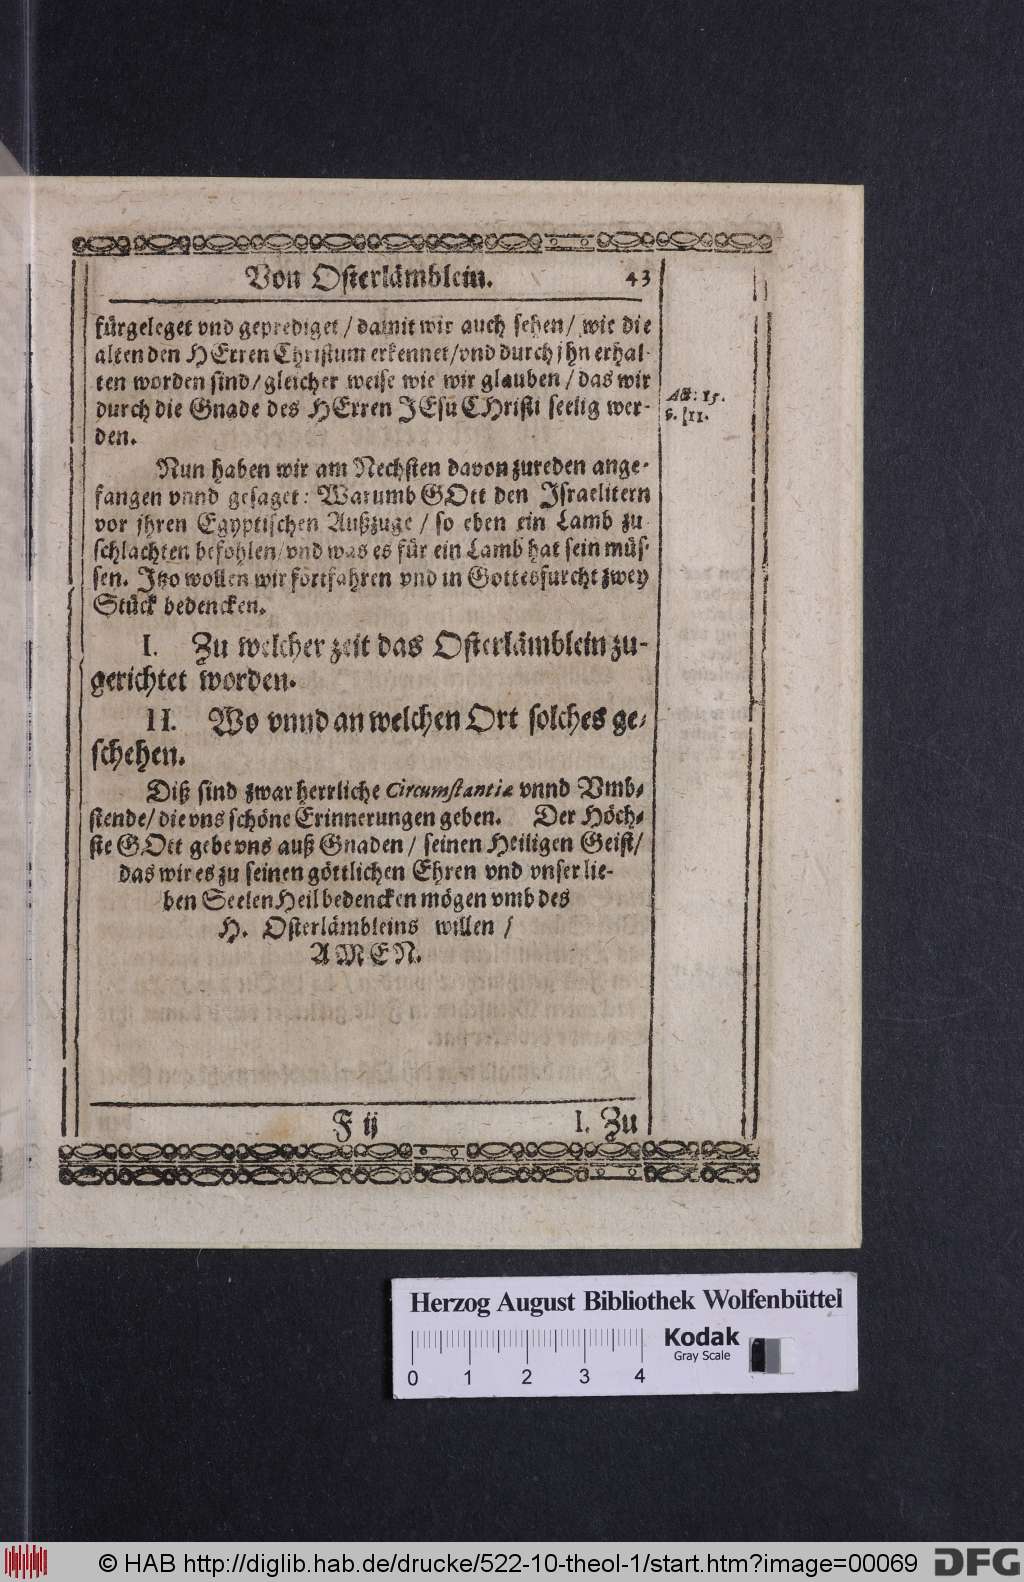 Von Osterlämblein. 43
fürgeleget vnd geprediget / damit wir auch sehen / wie die
alten den HErren Christum erkennet / vnd durch jhn erhal-
ten worden sind / gleicher weise wie wir glauben / das wir
durch die Gnade des HErren JEsu CHristi seelig wer-
den.
Act: 15.
v. 11.
Nun haben wir am Nechsten davon zureden ange-
fangen vnnd gesaget: Warumb GOtt den Israelitern
vor jhren Egyptischen Außzuge / so eben ein Lamb zu
schlachten befohlen / vnd was es für ein Lamb hat sein müs-
sen. Itzo wollen wir fortfahren vnd in Gottesfurcht zwey
Stück bedencken.
I. Zu welcher zeit das Osterlämblein zu-
gerichtet worden.
II. Wo vnnd an welchen Ort solches ge-
schehen.
Diß sind zwar herrliche Circumstantiæ vnnd Vmb-
stende / die vns schöne Erinnerungen geben. Der Höch-
ste GOtt gebe vns auß Gnaden / seinen Heiligen Geist /
das wir es zu seinen göttlichen Ehren vnd vnser lie-
ben Seelen Heil bedencken mögen vmb des
H. Osterlämbleins willen /
AMEN.
F ij I. Zu
Herzog August Bibliothek Wolfenbüttel
Kodak
Gray Scale
0 1 2 3 4
© HAB http://diglib.hab.de/drucke/522-10-theol-1/start.htm?image=00069 DFG